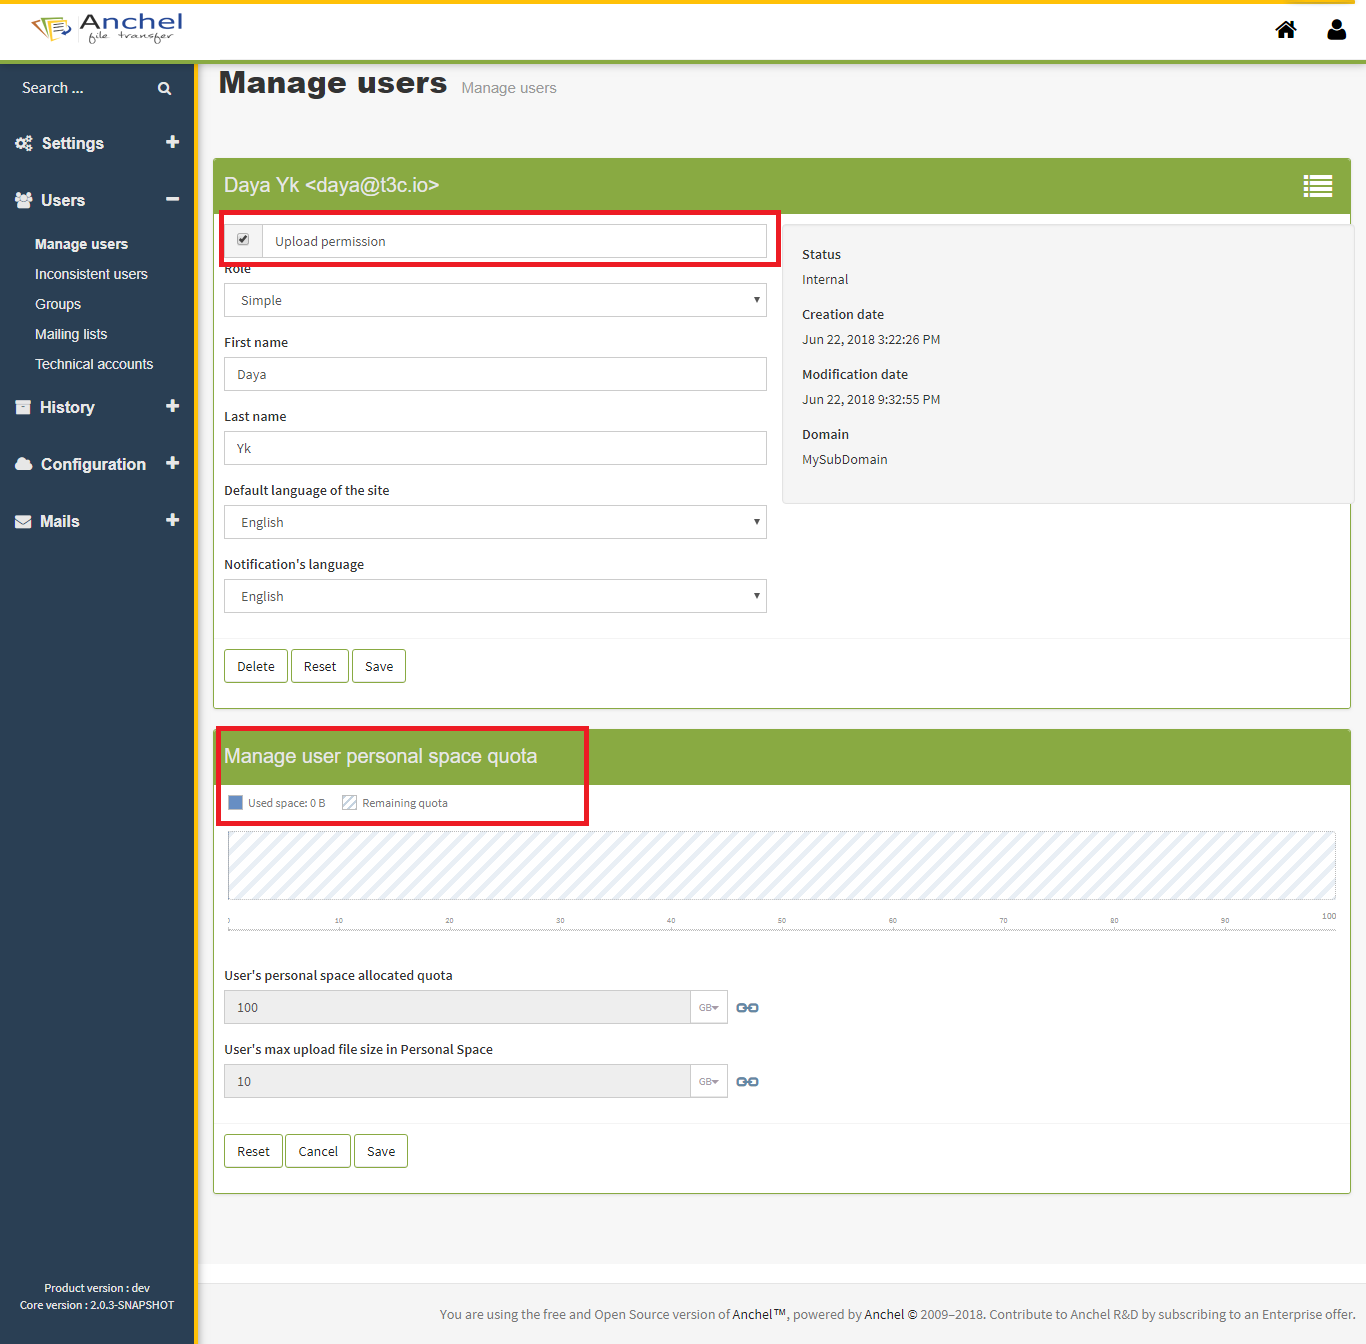 Anchel
file transfer
Search ...
Settings
Users
Manage users
Inconsistent users
Groups
Mailing lists
Technical accounts
History
Configuration
Mails
Product version : dev
Core version : 2.0.3-SNAPSHOT
Manage users Manage users
Daya Yk <daya@t3c.io>
Upload permission
Role
Simple
First name
Daya
Last name
Yk
Default language of the site
English
Notification's language
English
Delete Reset Save
Status
Internal
Creation date
Jun 22, 2018 3:22:26 PM
Modification date
Jun 22, 2018 9:32:55 PM
Domain
MySubDomain
Manage user personal space quota
Used space: 0 B Remaining quota
10 20 30 40 50 60 70 80 90 100
User's personal space allocated quota
100 GB
User's max upload file size in Personal Space
10 GB
Reset Cancel Save
You are using the free and Open Source version of Anchel™, powered by Anchel © 2009–2018. Contribute to Anchel R&D by subscribing to an Enterprise offer.